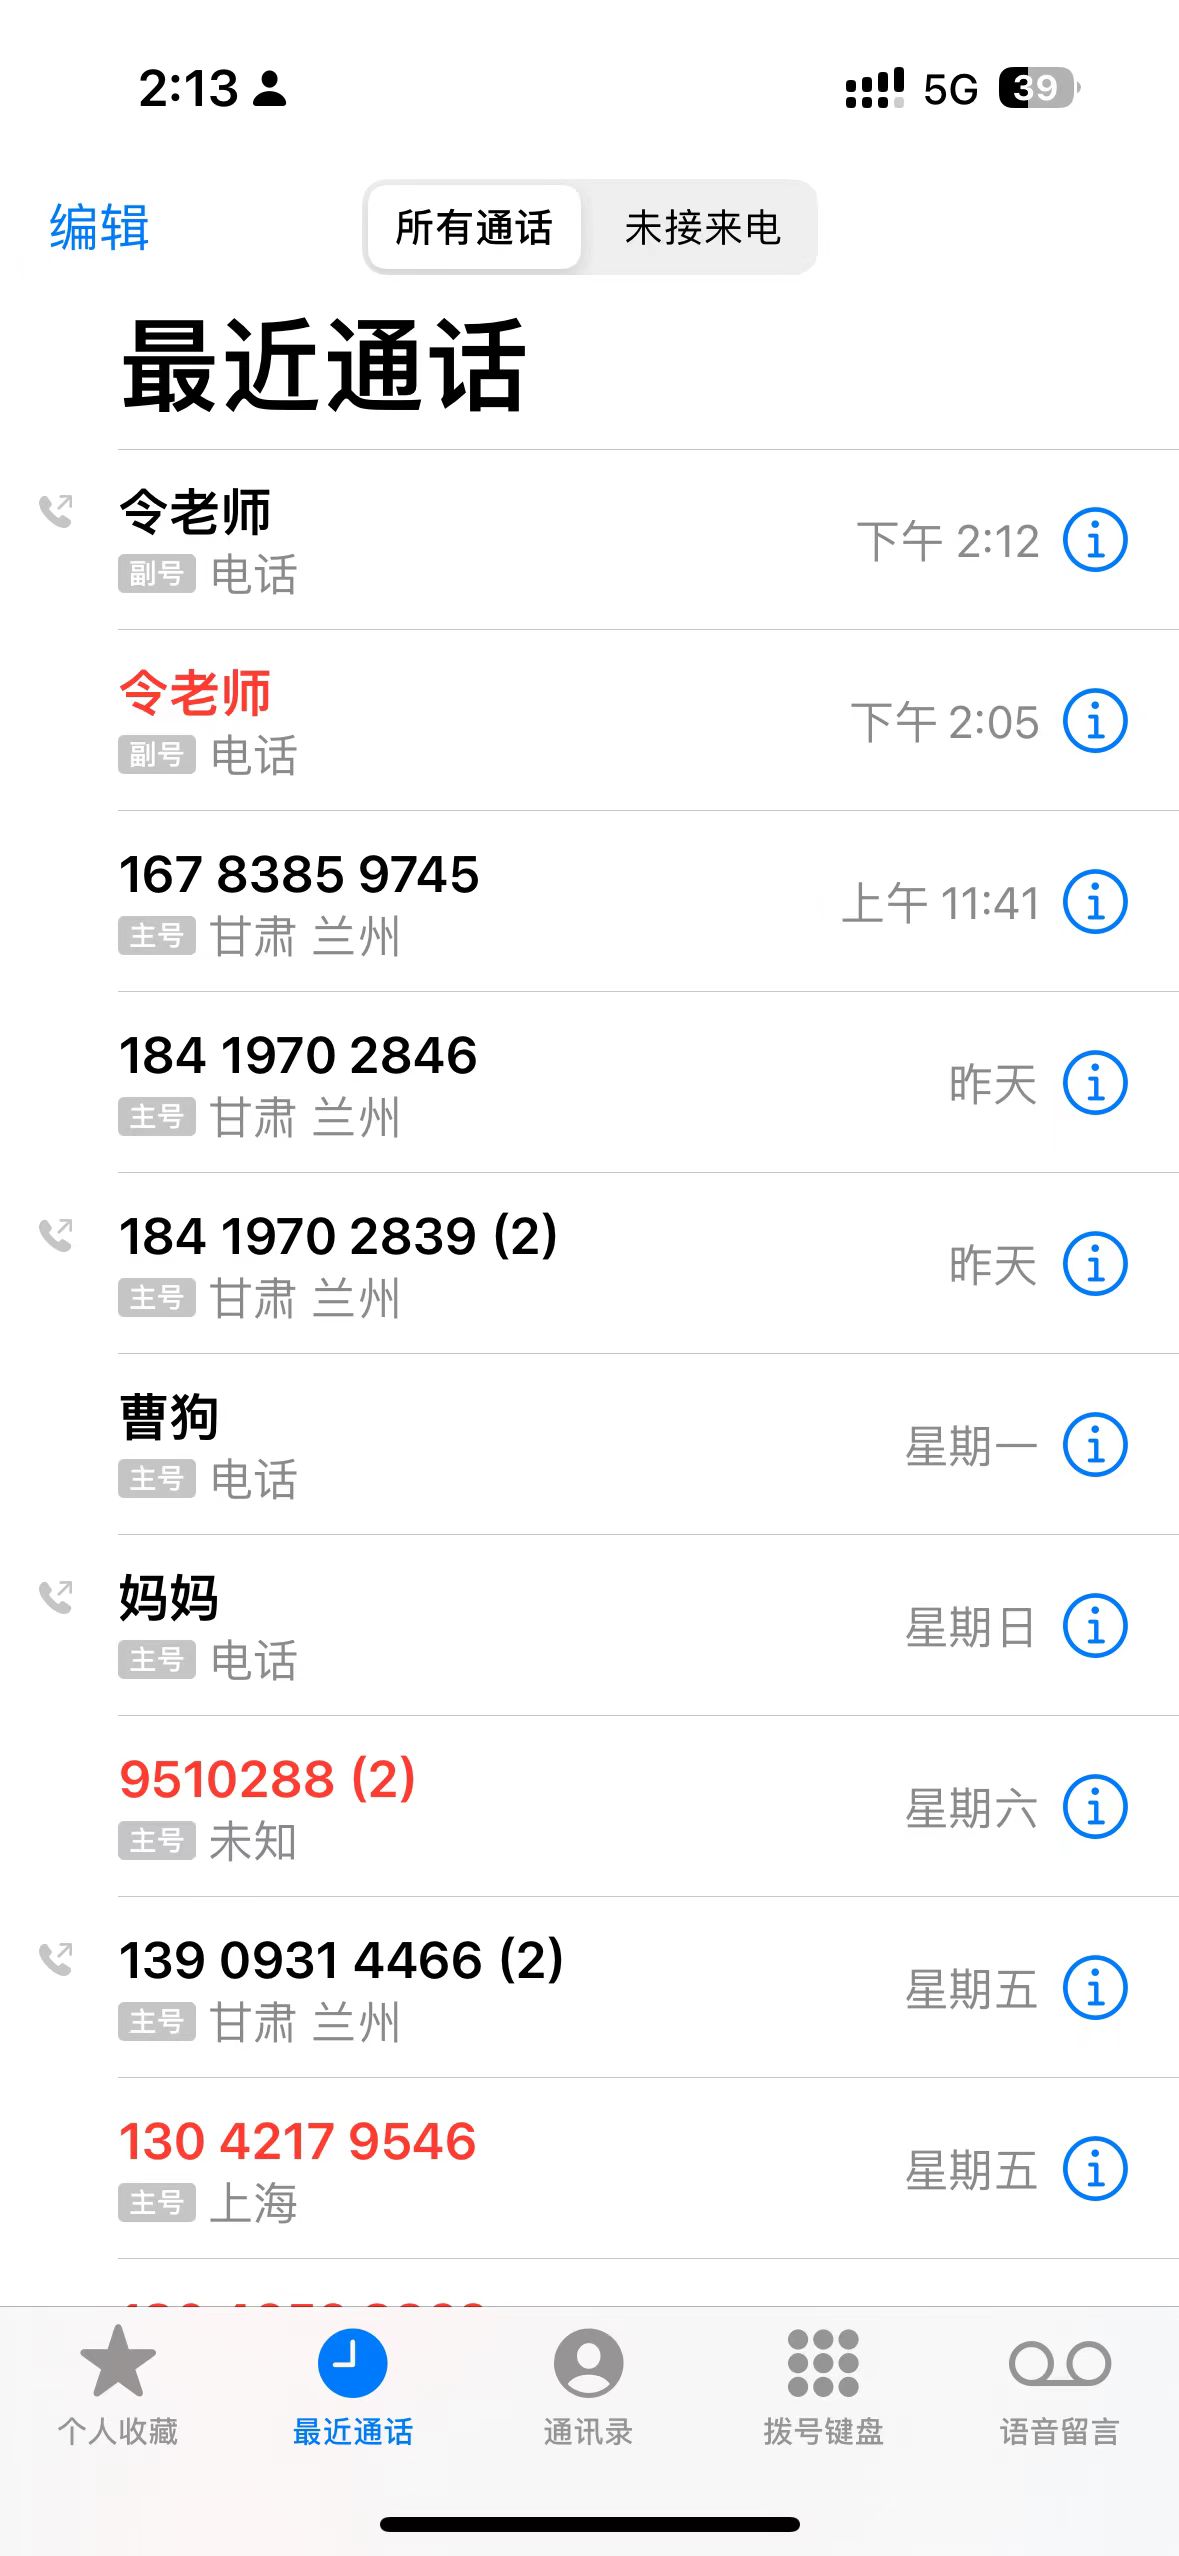 2:13
5G 39
编辑
所有通话 未接来电
最近通话
令老师
副号 电话
下午 2:12
令老师
副号 电话
下午 2:05
167 8385 9745
主号 甘肃 兰州
上午 11:41
184 1970 2846
主号 甘肃 兰州
昨天
184 1970 2839 (2)
主号 甘肃 兰州
昨天
曹狗
主号 电话
星期一
妈妈
主号 电话
星期日
9510288 (2)
主号 未知
星期六
139 0931 4466 (2)
主号 甘肃 兰州
星期五
130 4217 9546
主号 上海
星期五
个人收藏 最近通话 通讯录 拨号键盘 语音留言